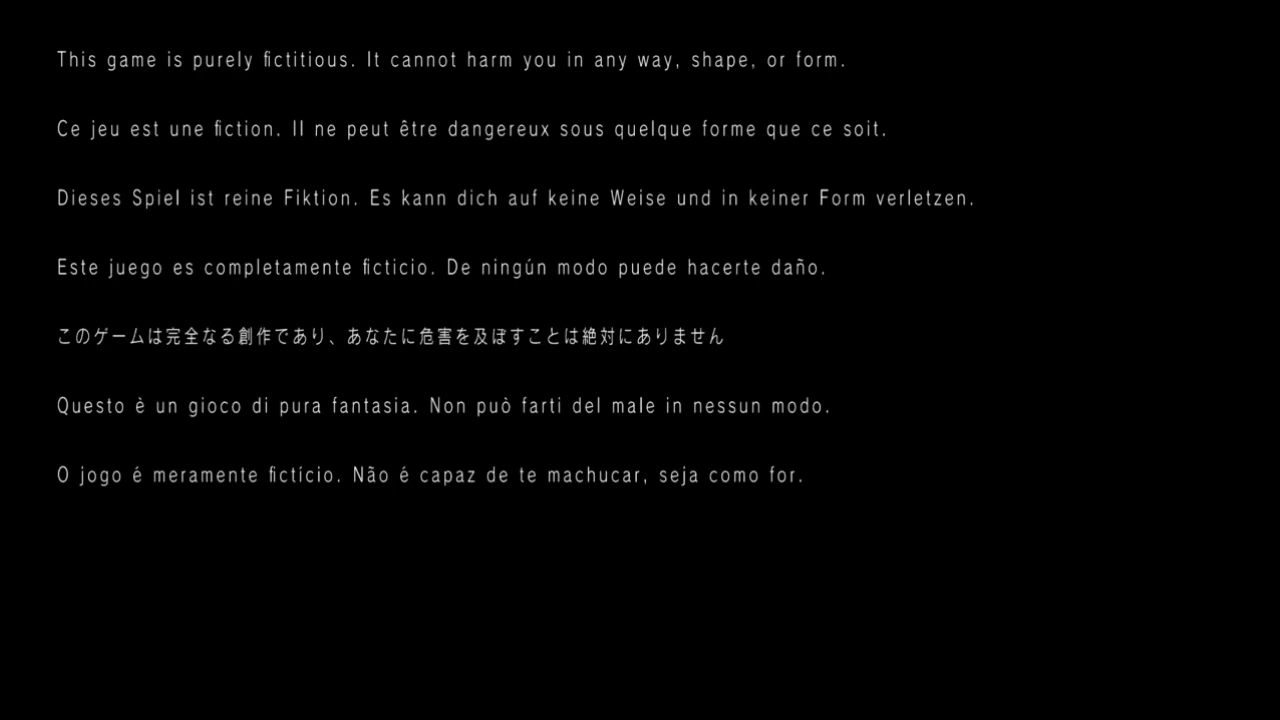 This game is purely fictitious. It cannot harm you in any way, shape, or form.
Ce jeu est une fiction. Il ne peut être dangereux sous quelque forme que ce soit.
Dieses Spiel ist reine Fiktion. Es kann dich auf keine Weise und in keiner Form verletzen.
Este juego es completamente ficticio. De ningún modo puede hacerte daño.
このゲームは完全なる創作であり、あなたに危害を及ぼすことは絶対にありません
Questo è un gioco di pura fantasia. Non può farti del male in nessun modo.
O jogo é meramente fictício. Não é capaz de te machucar, seja como for.